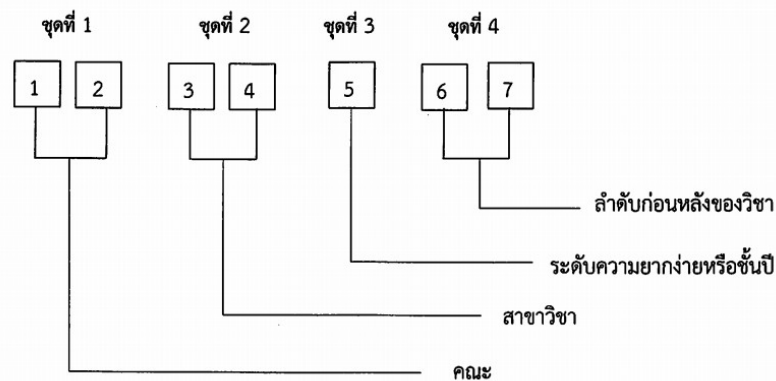 ชุดที่ 1 ชุดที่ 2 ชุดที่ 3 ชุดที่ 4
1 2 3 4 5 6 7
ลำดับก่อนหลังของวิชา
ระดับความยากง่ายหรือชั้นปี
สาขาวิชา
คณะ